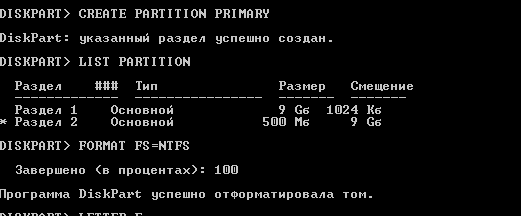 DISKPART> CREATE PARTITION PRIMARY
DiskPart: указанный раздел успешно создан.
DISKPART> LIST PARTITION
Раздел ### Тип Размер Смещение
------------- ---------------- ------- -------
Раздел 1 Основной 9 Gб 1024 Kб
* Раздел 2 Основной 500 Mб 9 Gб
DISKPART> FORMAT FS=NTFS
Завершено (в процентах): 100
Программа DiskPart успешно отформатировала том.
DISKPART> LETTER